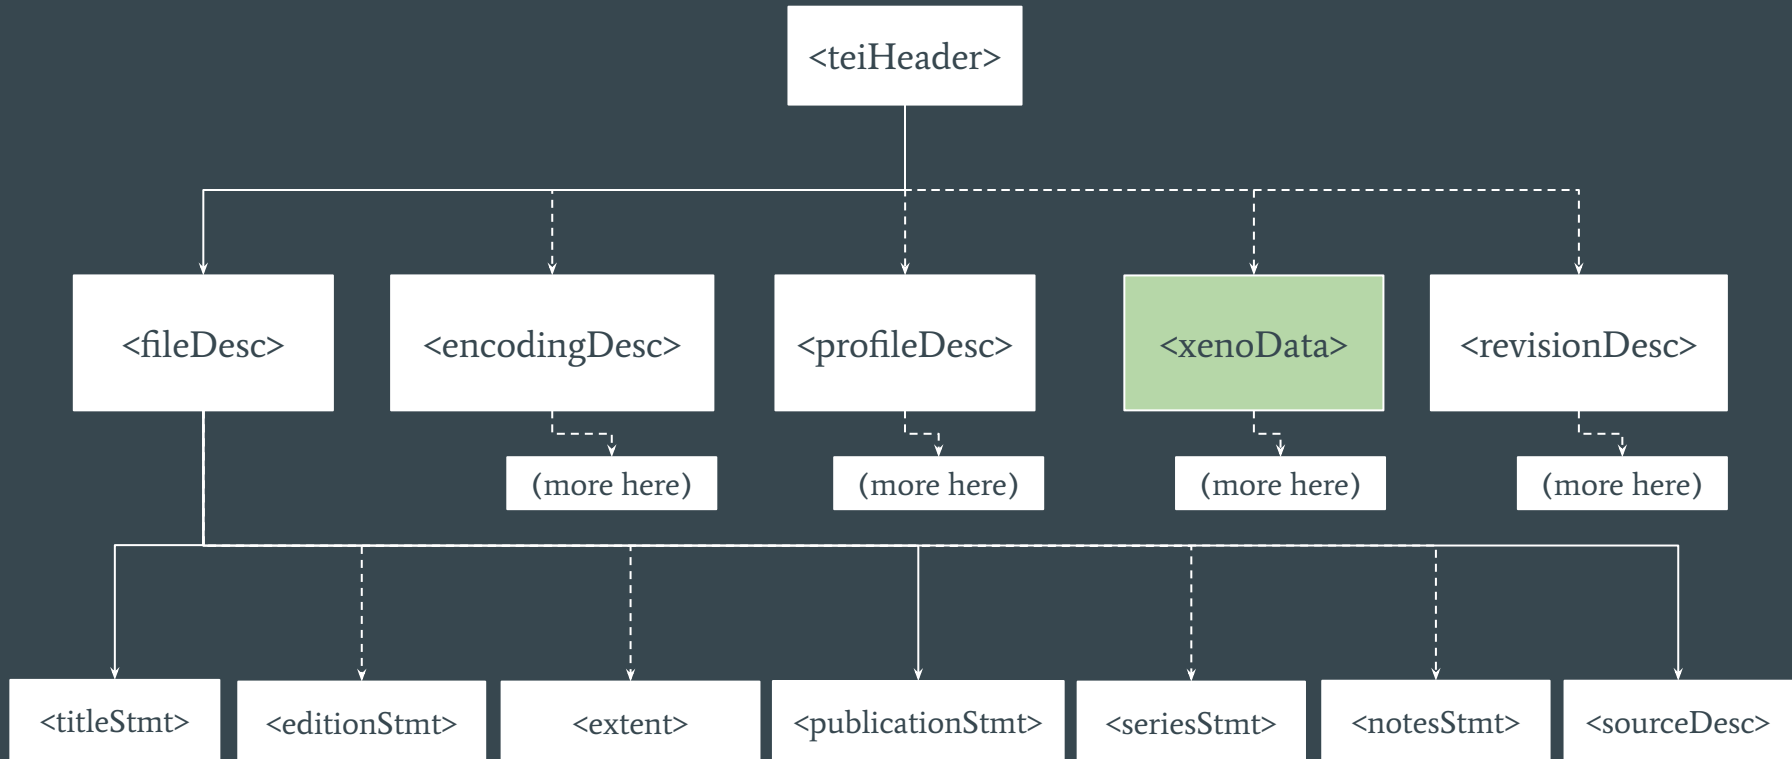 <teiHeader>
<fileDesc>
<encodingDesc>
<profileDesc>
<xenoData>
<revisionDesc>
(more here)
(more here)
(more here)
(more here)
<titleStmt>
<editionStmt>
<extent>
<publicationStmt>
<seriesStmt>
<notesStmt>
<sourceDesc>